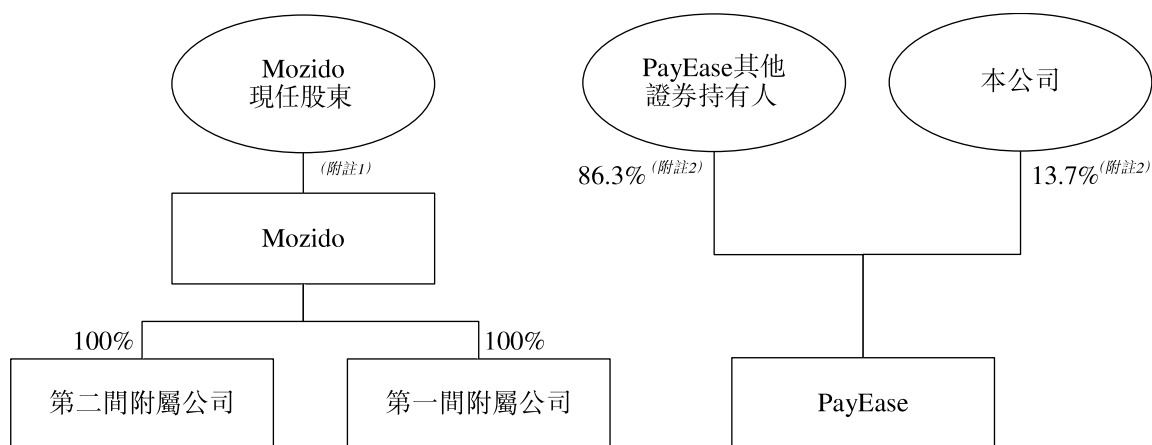 Mozido
現任股東
PayEase其他
證券持有人
本公司
(附註1)
86.3%(附註2)
13.7%(附註2)
Mozido
100%
100%
第二間附屬公司
第一間附屬公司
PayEase